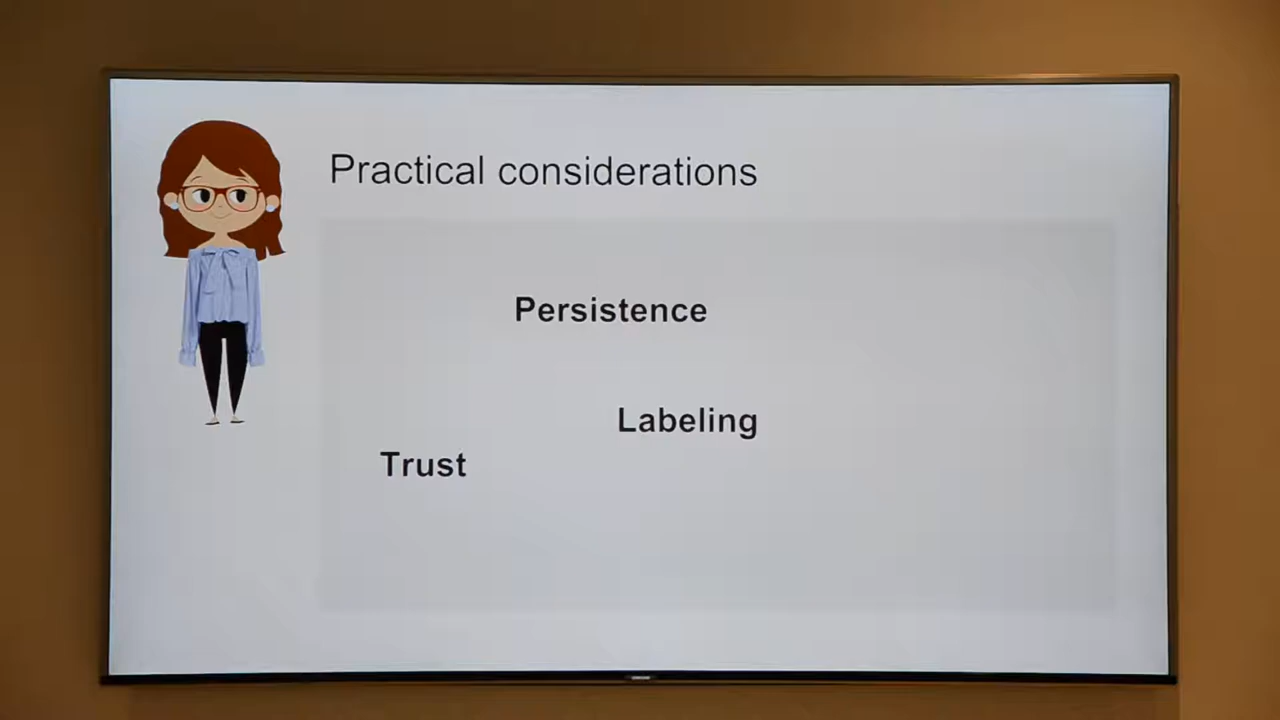 Practical considerations
Persistence
Labeling
Trust